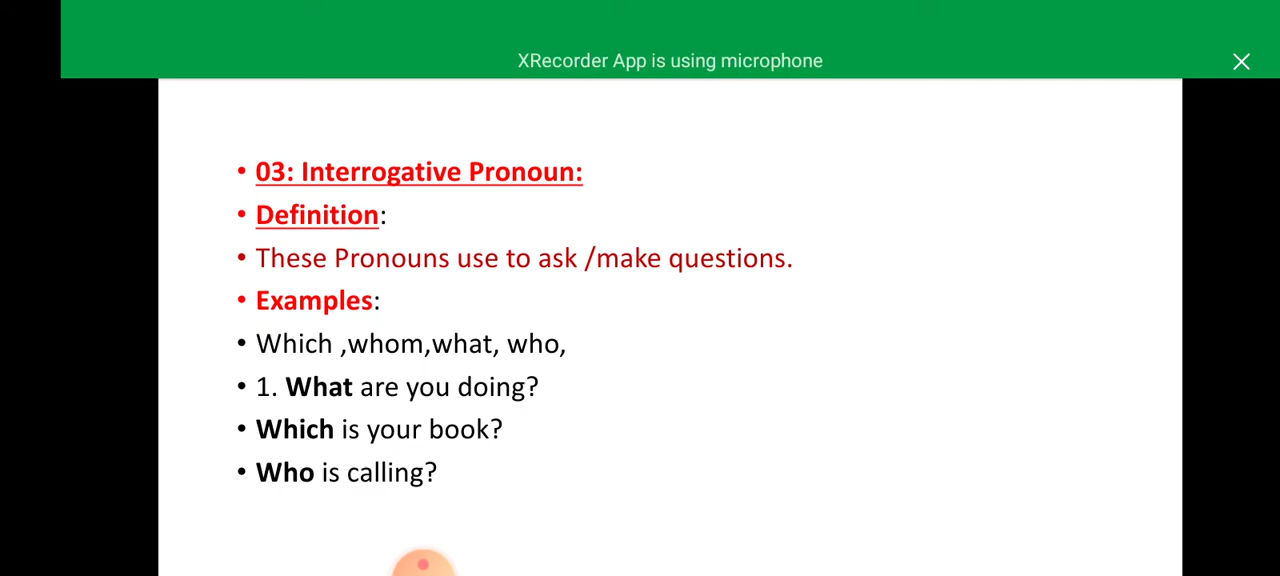 XRecorder App is using microphone
• 03: Interrogative Pronoun:
• Definition:
• These Pronouns use to ask /make questions.
• Examples:
• Which ,whom,what, who,
• 1. What are you doing?
• Which is your book?
• Who is calling?